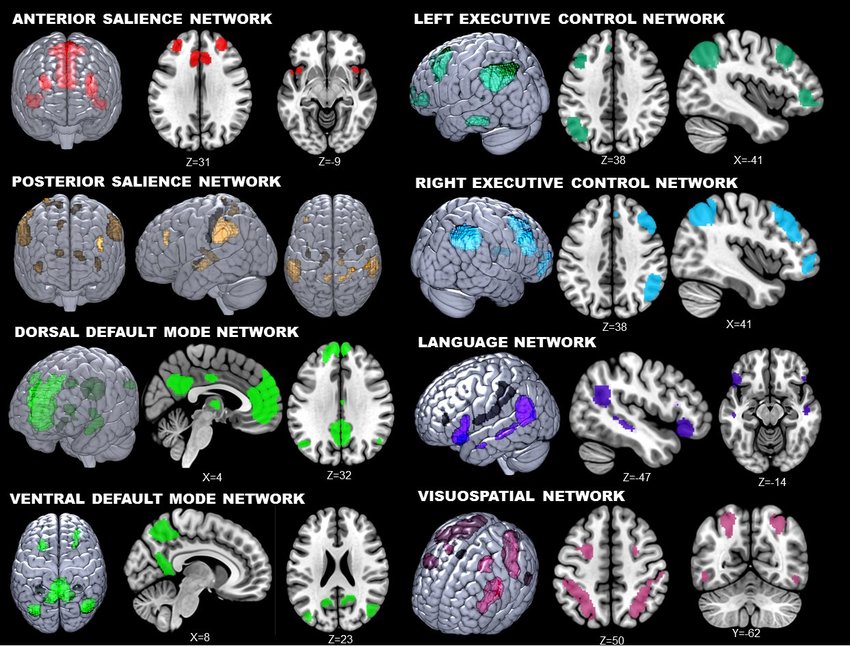 ANTERIOR SALIENCE NETWORK
Z=31
Z=-9
POSTERIOR SALIENCE NETWORK
DORSAL DEFAULT MODE NETWORK
X=4
Z=32
VENTRAL DEFAULT MODE NETWORK
X=8
Z=23
LEFT EXECUTIVE CONTROL NETWORK
Z=38
X=-41
RIGHT EXECUTIVE CONTROL NETWORK
Z=38
X=41
LANGUAGE NETWORK
Z=-47
Z=-14
VISUOSPATIAL NETWORK
Z=50
Y=-62